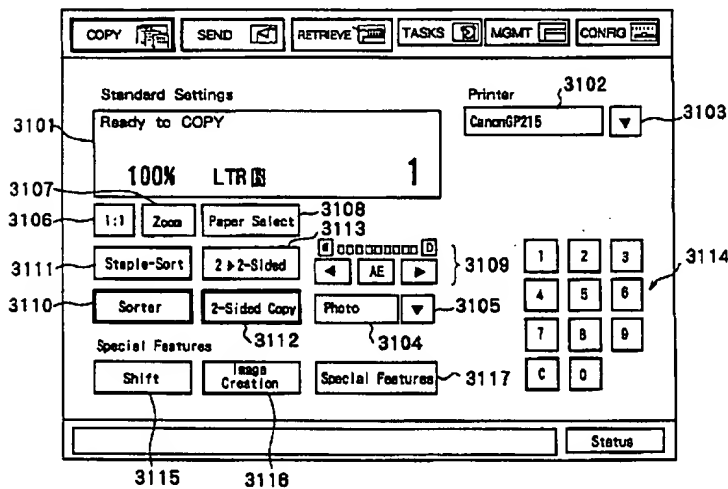 COPY SEND RETRIEVE TASKS MGMT CONFIG
Standard Settings
Printer
3102
3101
Ready to COPY
CanonGP215
3103
100% LTR 1
3107
3106
1:1
Zoom
Paper Select
3108
3113
3111
Staple-Sort
2 2-Sided
D
AE
3109
1 2 3
3114
3110
Sorter
2-Sided Copy
Photo
3105
4 5 6
3112
3104
7 8 9
Special Features
Shift
Image Creation
Special Features
3117
C 0
Status
3115
3116